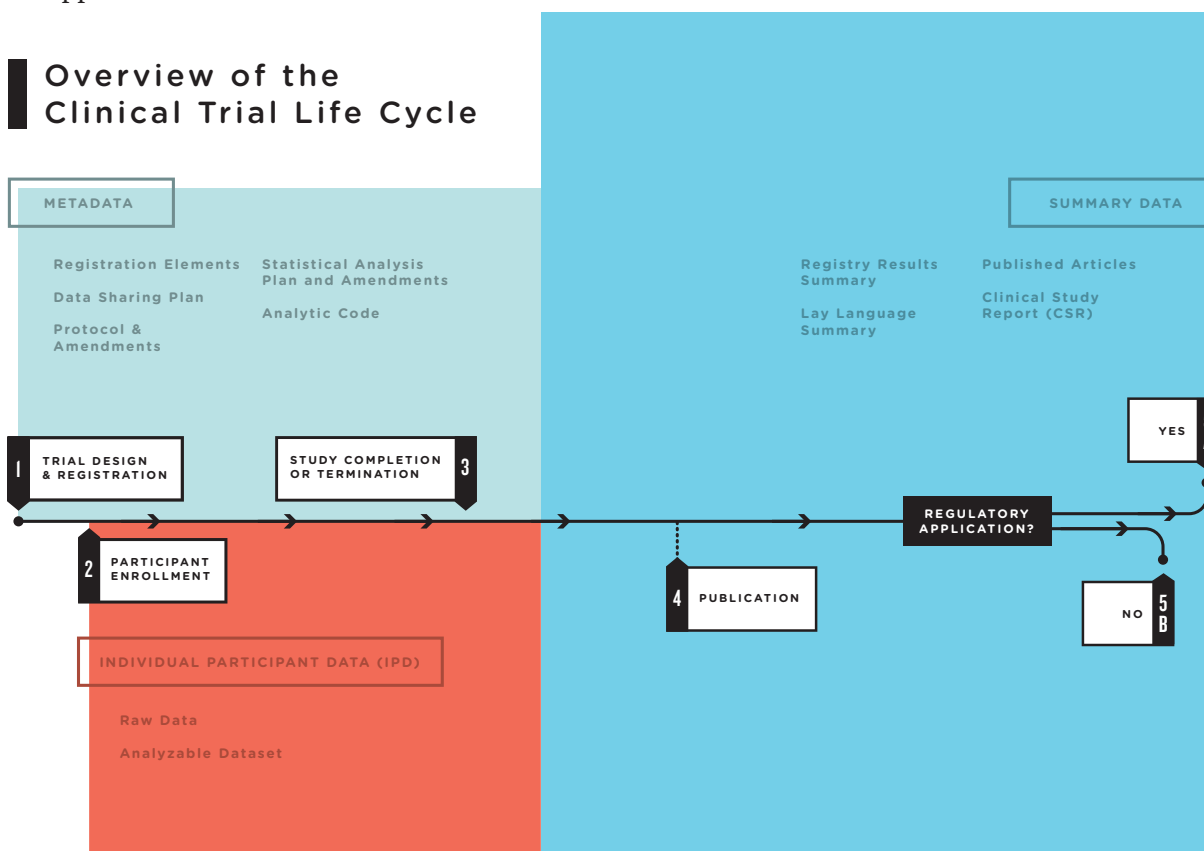 Overview of the
Clinical Trial Life Cycle
METADATA
Registration Elements
Data Sharing Plan
Protocol &
Amendments
Statistical Analysis
Plan and Amendments
Analytic Code
SUMMARY DATA
Registry Results
Summary
Lay Language
Summary
Published Articles
Clinical Study
Report (CSR)
1
TRIAL DESIGN
& REGISTRATION
2
PARTICIPANT
ENROLLMENT
STUDY COMPLETION
OR TERMINATION
3
4
PUBLICATION
REGULATORY
APPLICATION?
YES
NO
5
B
INDIVIDUAL PARTICIPANT DATA (IPD)
Raw Data
Analyzable Dataset